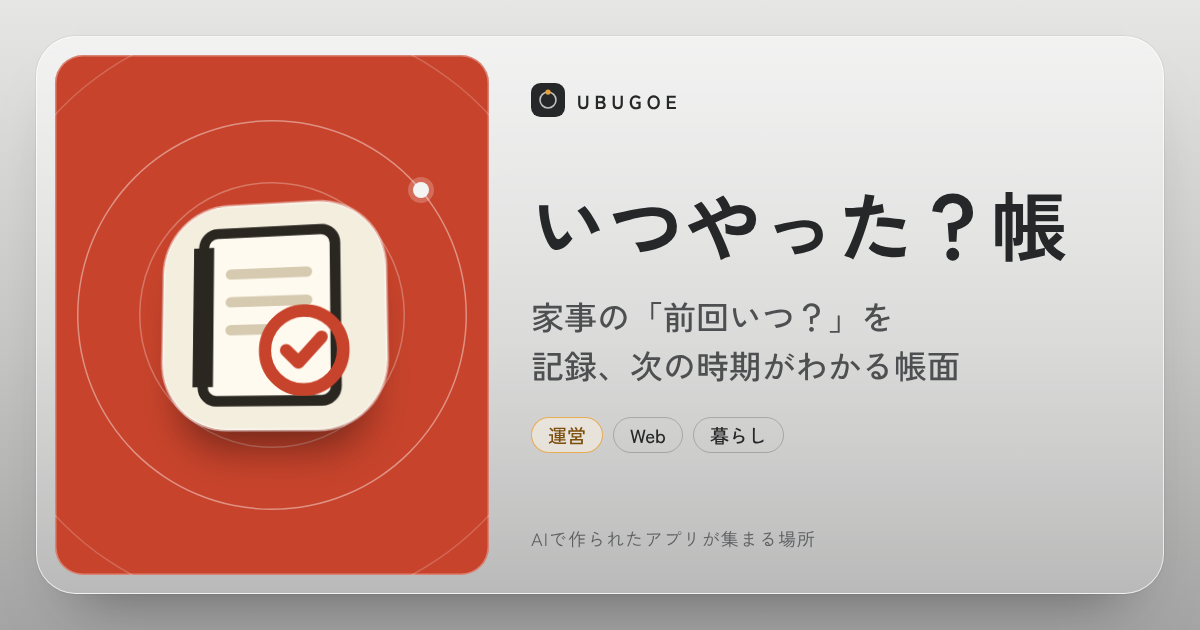 UBUGOE
いつやった？帳
家事の「前回いつ？」を
記録、次の時期がわかる帳面
運営 Web 暮らし
AIで作られたアプリが集まる場所